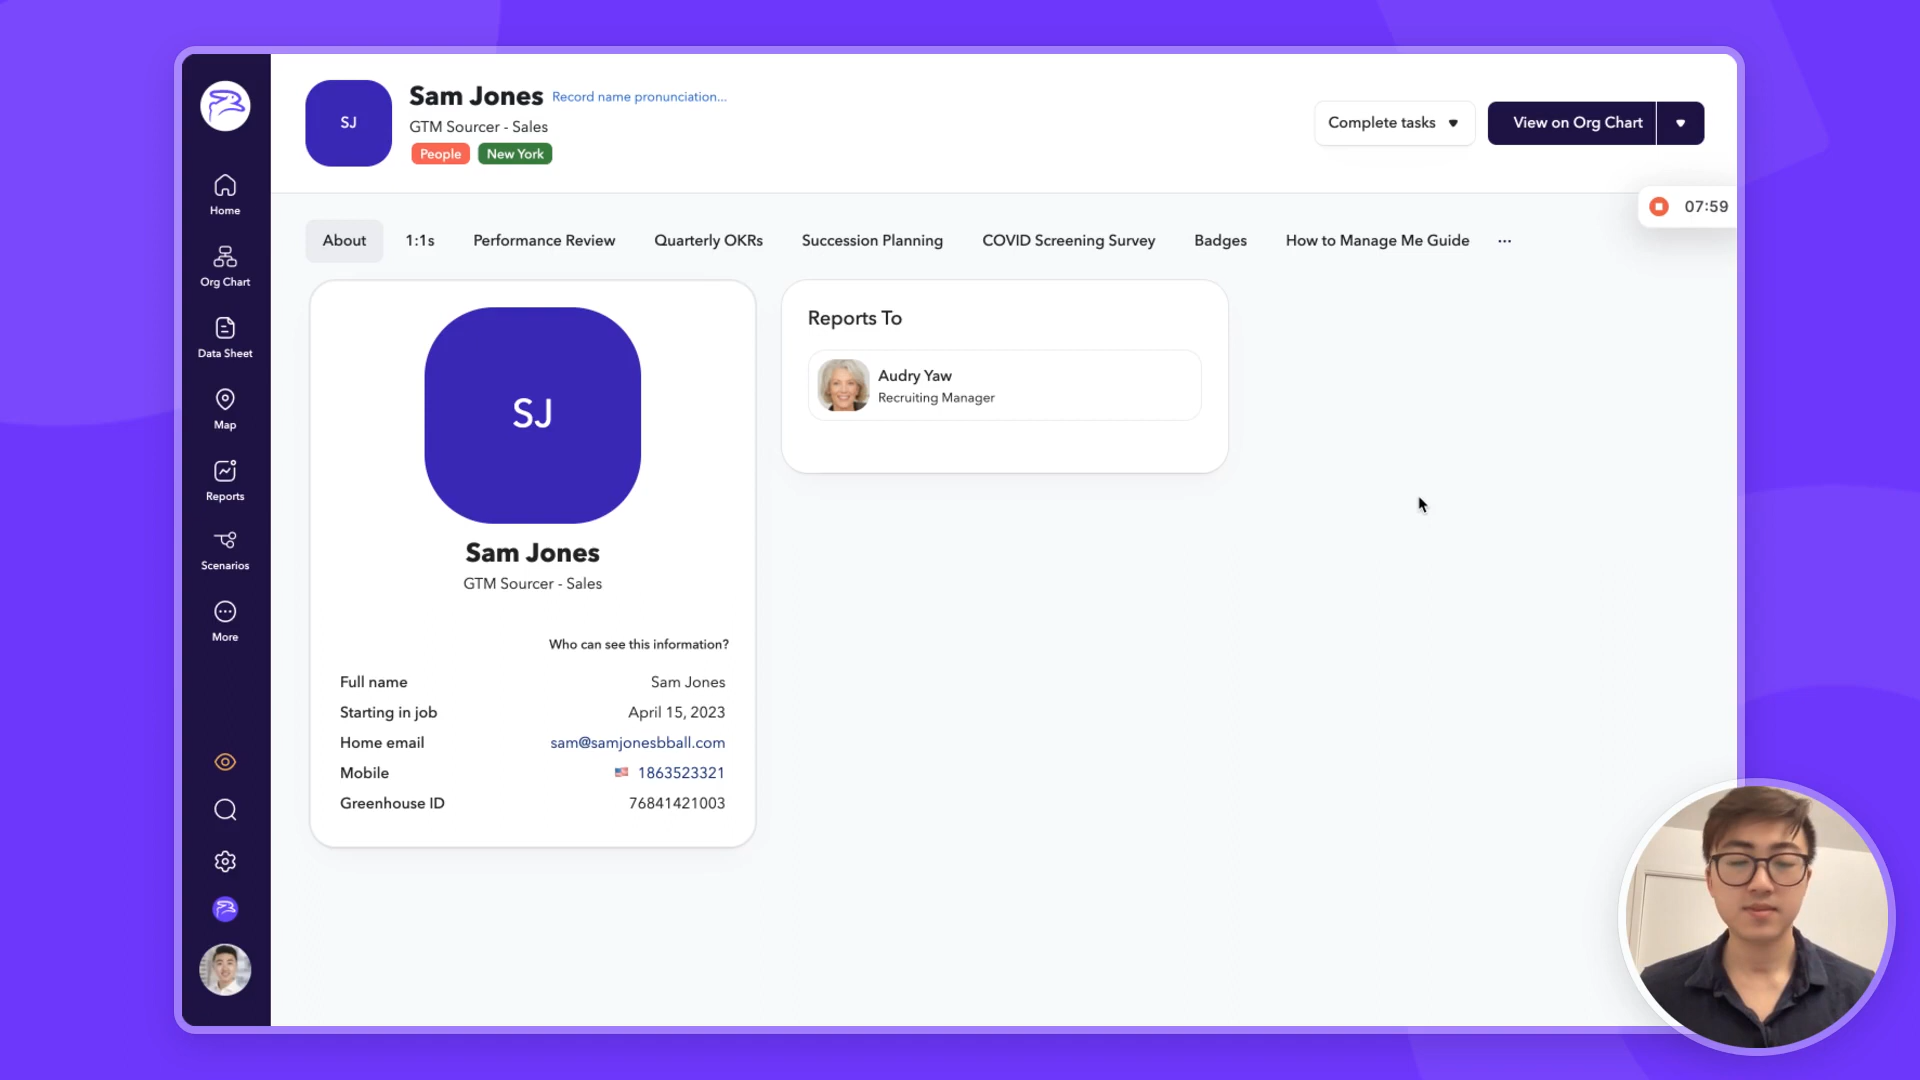 SJ
Sam Jones Record name pronunciation...
GTM Sourcer - Sales
People New York
Complete tasks
View on Org Chart
07:59
Home
Org Chart
Data Sheet
Map
Reports
Scenarios
More
About 1:1s Performance Review Quarterly OKRs Succession Planning COVID Screening Survey Badges How to Manage Me Guide ...
SJ
Sam Jones
GTM Sourcer - Sales
Who can see this information?
Full name Sam Jones
Starting in job April 15, 2023
Home email sam@samjonesbball.com
Mobile 1863523321
Greenhouse ID 76841421003
Reports To
Audry Yaw
Recruiting Manager